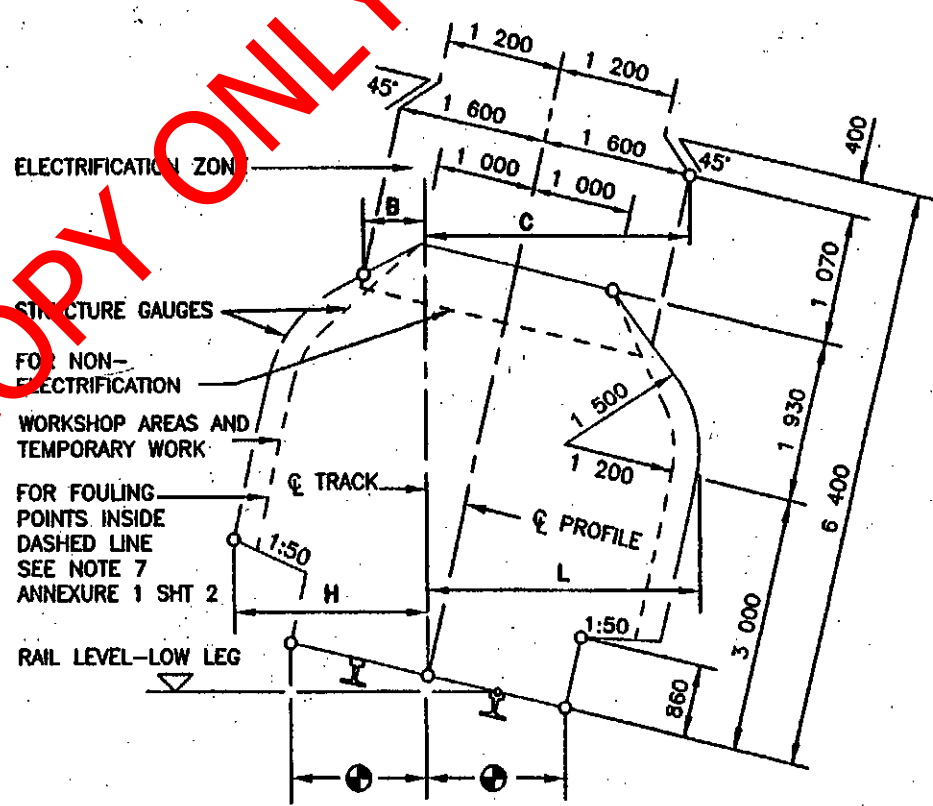 COPY ONLY
1 200
1 200
45°
1 600
1 600
45°
400
ELECTRIFICATION ZONE
1 000
1 000
B
C
1 070
STRUCTURE GAUGES
FOR NON-
ELECTRIFICATION
1 500
1 930
WORKSHOP AREAS AND
TEMPORARY WORK
1 200
6 400
FOR FOULING
POINTS INSIDE
DASHED LINE
SEE NOTE 7
ANNEXURE 1 SHT 2
℄ TRACK
℄ PROFILE
1:50
H
L
1:50
3 000
RAIL LEVEL-LOW LEG
860